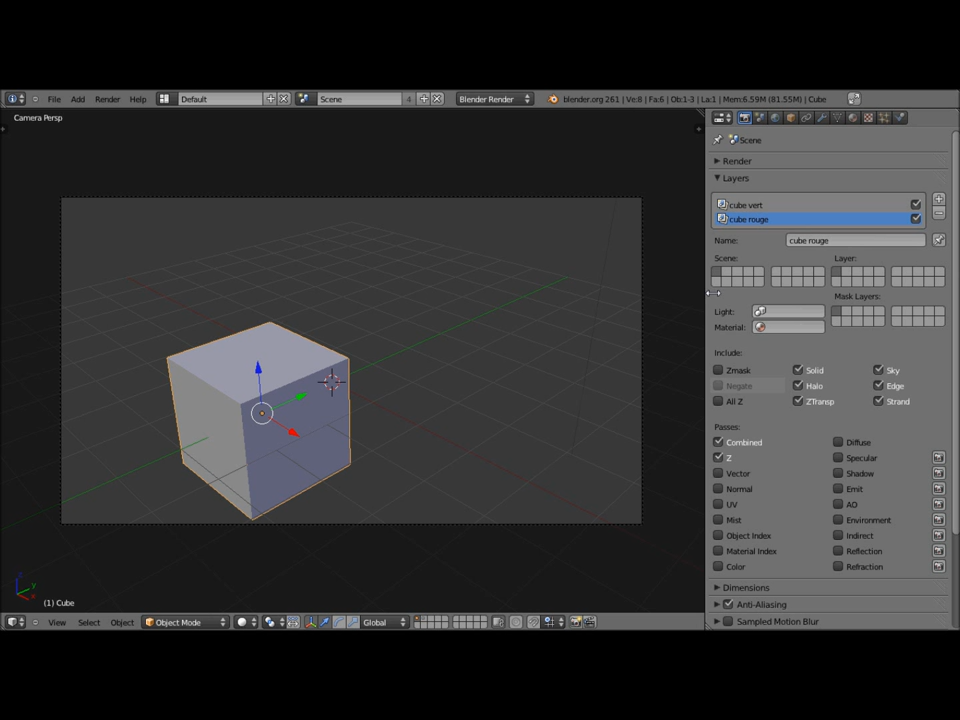 File Add Render Help Default Scene 4 Blender Render blender.org 261 | Ve:8 | Fa:6 | Ob:1-3 | La:1 | Mem:6.59M (81.55M) | Cube
Camera Persp
Scene
Render
Layers
cube vert
cube rouge
Name: cube rouge
Scene: Layer:
Mask Layers:
Light:
Material:
Include:
Zmask Solid Sky
Negate Halo Edge
All Z ZTransp Strand
Passes:
Combined Diffuse
Z Specular
Vector Shadow
Normal Emit
UV AO
Mist Environment
Object Index Indirect
Material Index Reflection
Color Refraction
Dimensions
Anti-Aliasing
Sampled Motion Blur
z
y
x
(1) Cube
View Select Object Object Mode Global